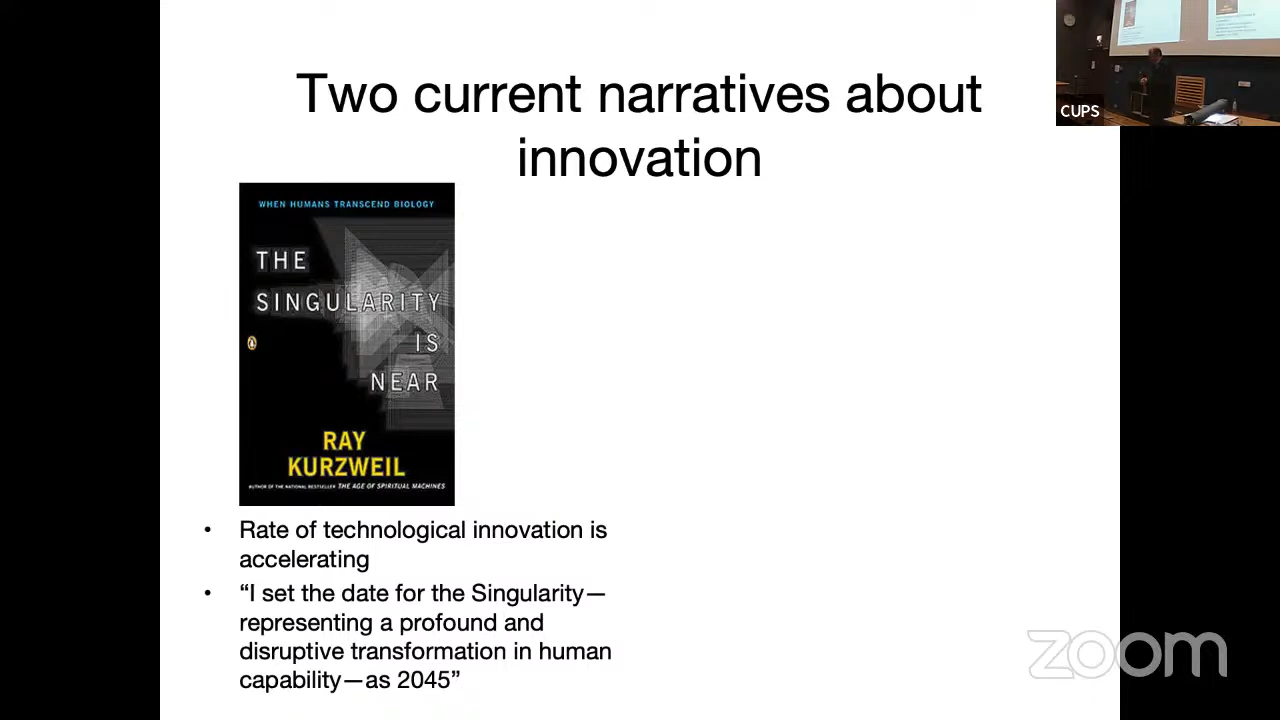 Two current narratives about
innovation
CUPS
WHEN HUMANS TRANSCEND BIOLOGY
THE
SINGULARITY
IS
NEAR
RAY
KURZWEIL
AUTHOR OF THE NATIONAL BESTSELLER THE AGE OF SPIRITUAL MACHINES
• Rate of technological innovation is
accelerating
• “I set the date for the Singularity—
representing a profound and
disruptive transformation in human
capability—as 2045”
zoom